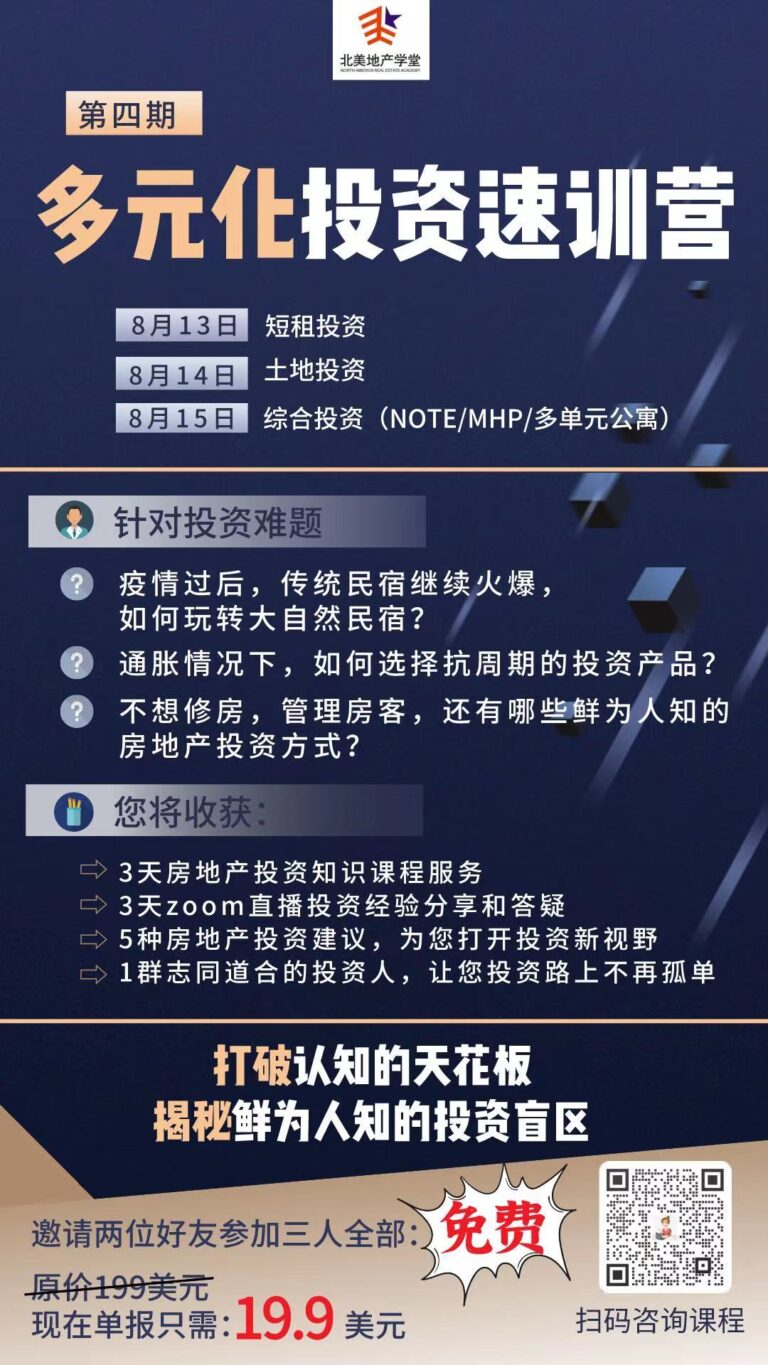 北美地产学堂
NORTH AMERICA REAL ESTATE ACADEMY
第四期
多元化投资速训营
8月13日 短租投资
8月14日 土地投资
8月15日 综合投资（NOTE/MHP/多单元公寓）
针对投资难题
? 疫情过后，传统民宿继续火爆，
如何玩转大自然民宿？
? 通胀情况下，如何选择抗周期的投资产品？
? 不想修房，管理房客，还有哪些鲜为人知的
房地产投资方式？
您将收获：
3天房地产投资知识课程服务
3天zoom直播投资经验分享和答疑
5种房地产投资建议，为您打开投资新视野
1群志同道合的投资人，让您投资路上不再孤单
打破认知的天花板
揭秘鲜为人知的投资盲区
邀请两位好友参加三人全部：免费
原价199美元
现在单报只需：19.9 美元
扫码咨询课程